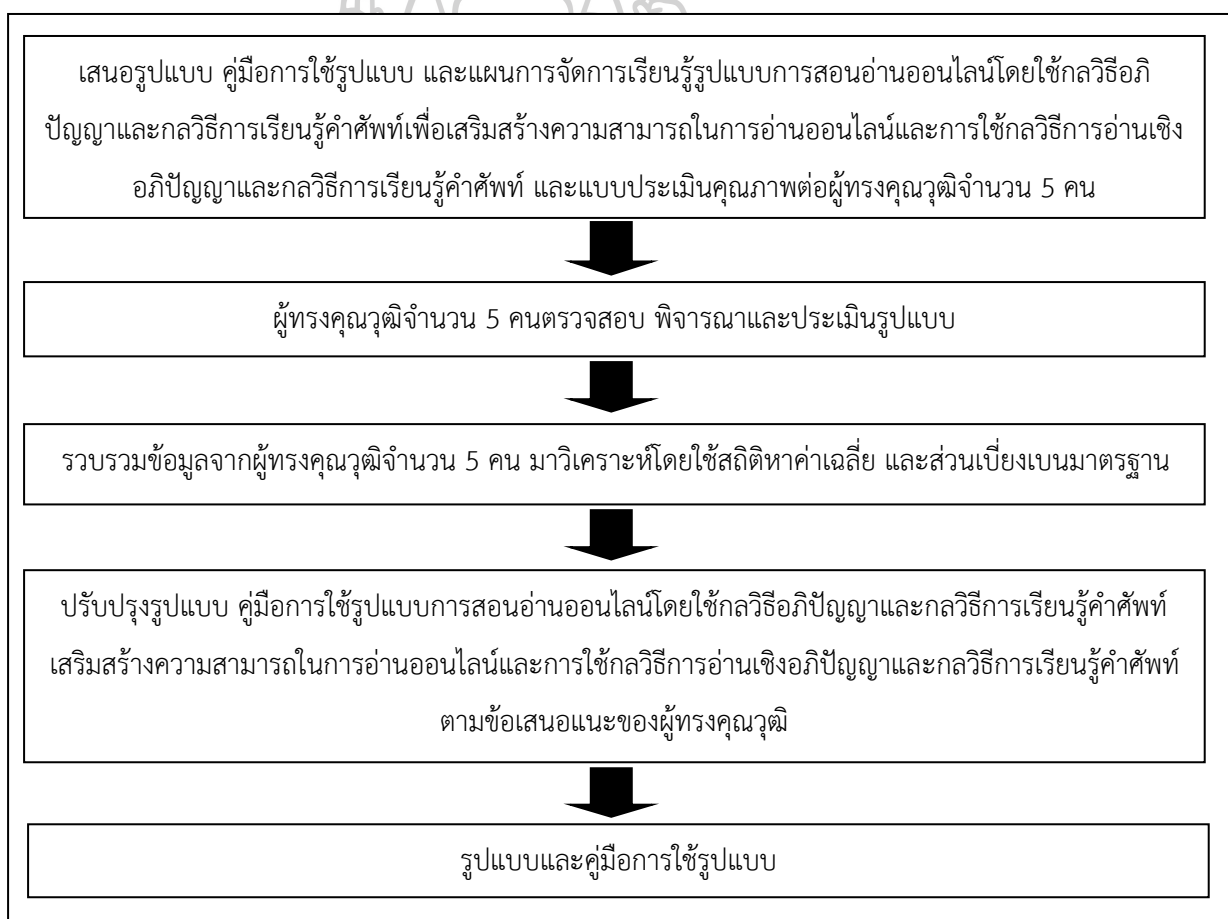 เสนอรูปแบบ คู่มือการใช้รูปแบบ และแผนการจัดการเรียนรู้รูปแบบการสอนอ่านออนไลน์โดยใช้กลวิธีอภิ
ปัญญาและกลวิธีการเรียนรู้คำศัพท์เพื่อเสริมสร้างความสามารถในการอ่านออนไลน์และการใช้กลวิธีการอ่านเชิง
อภิปัญญาและกลวิธีการเรียนรู้คำศัพท์ และแบบประเมินคุณภาพต่อผู้ทรงคุณวุฒิจำนวน 5 คน
ผู้ทรงคุณวุฒิจำนวน 5 คนตรวจสอบ พิจารณาและประเมินรูปแบบ
รวบรวมข้อมูลจากผู้ทรงคุณวุฒิจำนวน 5 คน มาวิเคราะห์โดยใช้สถิติหาค่าเฉลี่ย และส่วนเบี่ยงเบนมาตรฐาน
ปรับปรุงรูปแบบ คู่มือการใช้รูปแบบการสอนอ่านออนไลน์โดยใช้กลวิธีอภิปัญญาและกลวิธีการเรียนรู้คำศัพท์
เสริมสร้างความสามารถในการอ่านออนไลน์และการใช้กลวิธีการอ่านเชิงอภิปัญญาและกลวิธีการเรียนรู้คำศัพท์
ตามข้อเสนอแนะของผู้ทรงคุณวุฒิ
รูปแบบและคู่มือการใช้รูปแบบ